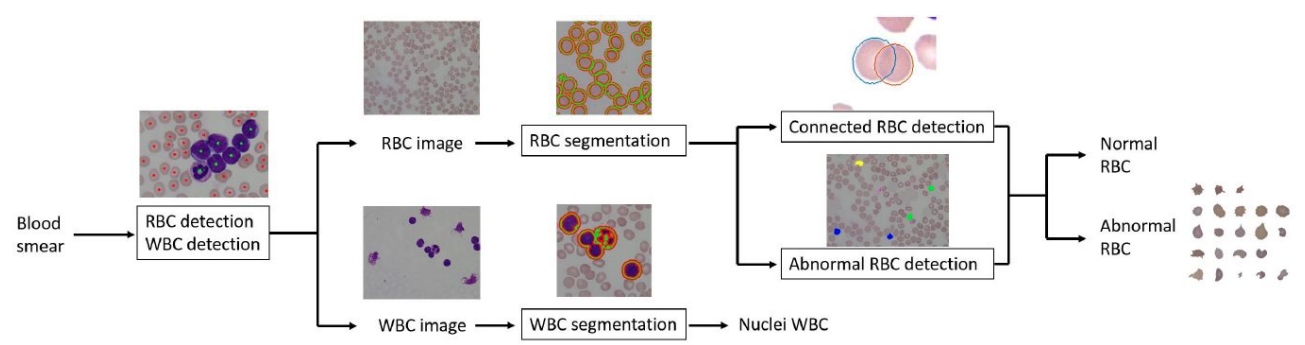 Blood
smear
RBC detection
WBC detection
RBC image
RBC segmentation
Connected RBC detection
Abnormal RBC detection
Normal
RBC
Abnormal
RBC
WBC image
WBC segmentation
Nuclei WBC